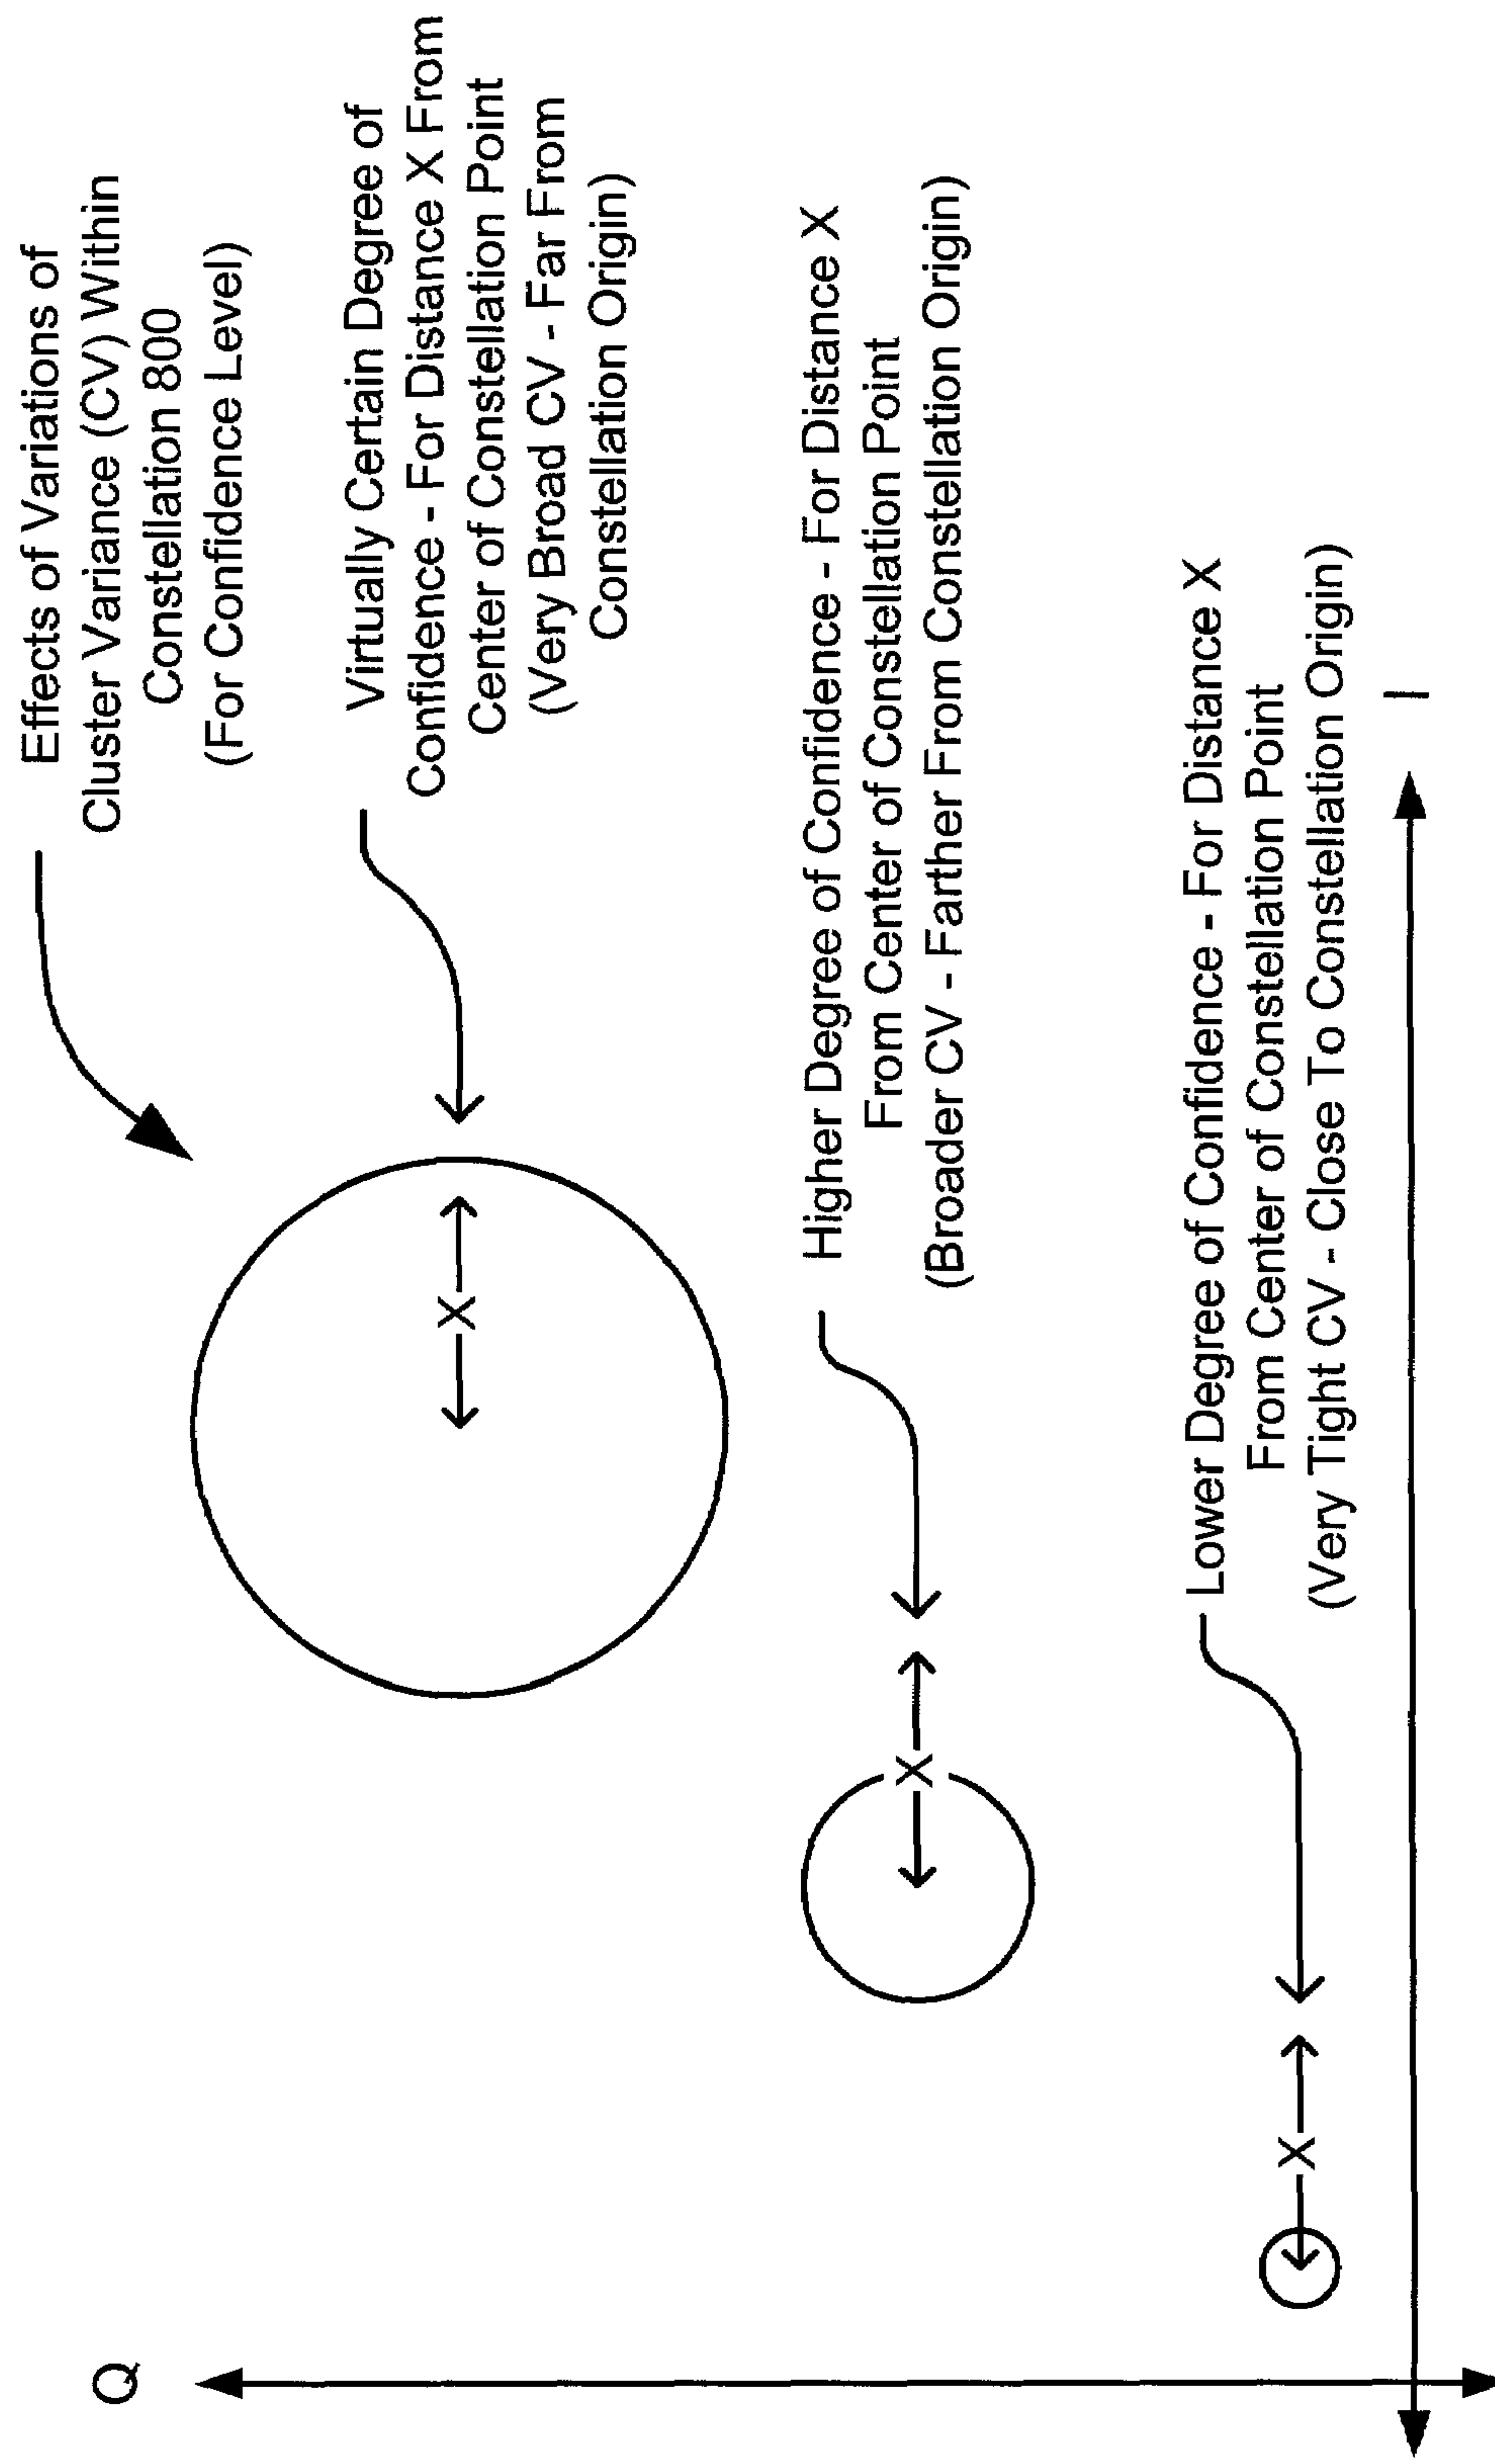 Effects of Variations of
Cluster Variance (CV) Within
Constellation 800
(For Confidence Level)
Virtually Certain Degree of
Confidence - For Distance X From
Center of Constellation Point
(Very Broad CV - Far From
Constellation Origin)
Higher Degree of Confidence - For Distance X
From Center of Constellation Point
(Broader CV - Farther From Constellation Origin)
Lower Degree of Confidence - For Distance X
From Center of Constellation Point
(Very Tight CV - Close To Constellation Origin)
Q
X
X
X
I